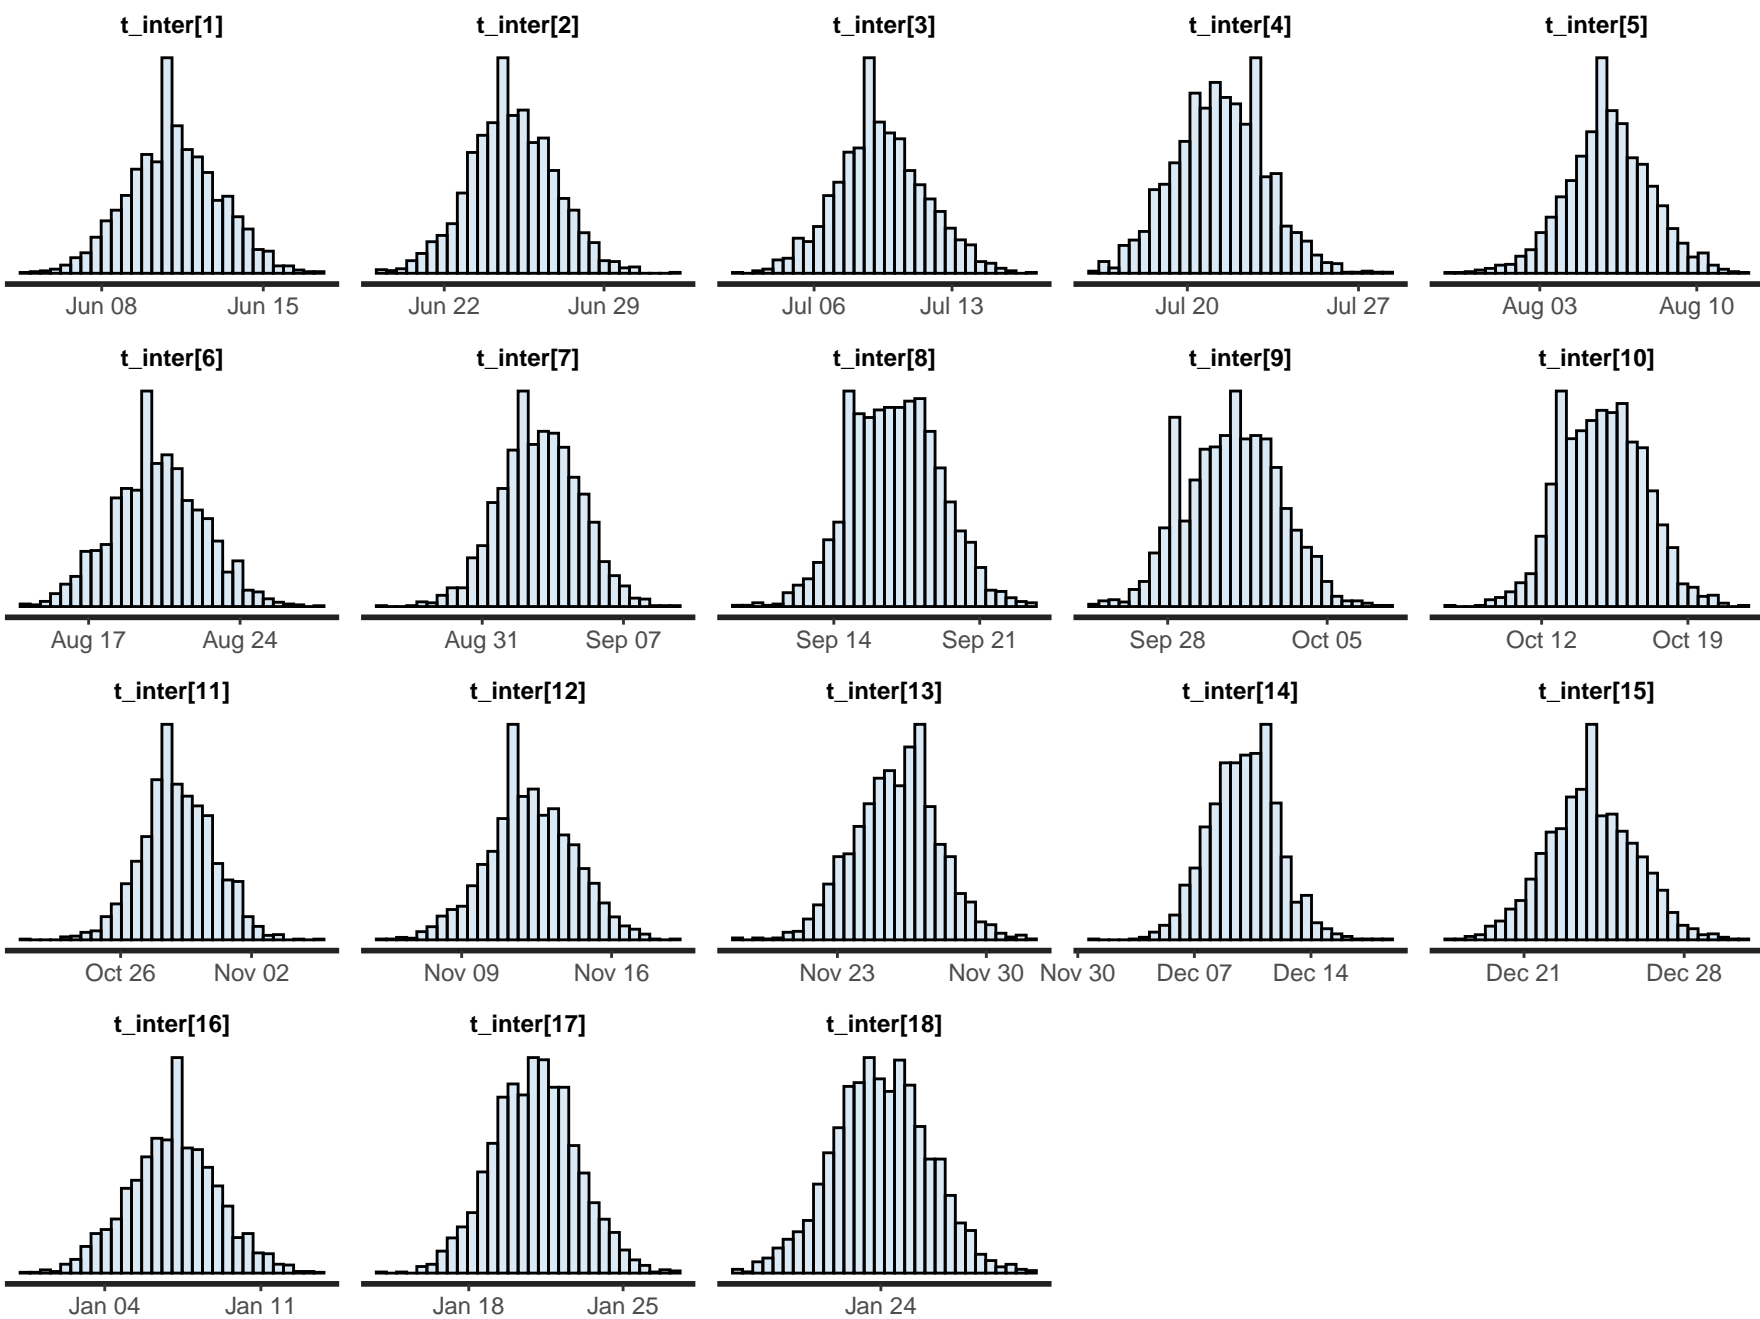 t_inter[1] t_inter[2] t_inter[3] t_inter[4] t_inter[5]
Jun 08 Jun 15 Jun 22 Jun 29 Jul 06 Jul 13 Jul 20 Jul 27 Aug 03 Aug 10
t_inter[6] t_inter[7] t_inter[8] t_inter[9] t_inter[10]
Aug 17 Aug 24 Aug 31 Sep 07 Sep 14 Sep 21 Sep 28 Oct 05 Oct 12 Oct 19
t_inter[11] t_inter[12] t_inter[13] t_inter[14] t_inter[15]
Oct 26 Nov 02 Nov 09 Nov 16 Nov 23 Nov 30 Nov 30 Dec 07 Dec 14 Dec 21 Dec 28
t_inter[16] t_inter[17] t_inter[18]
Jan 04 Jan 11 Jan 18 Jan 25 Jan 24